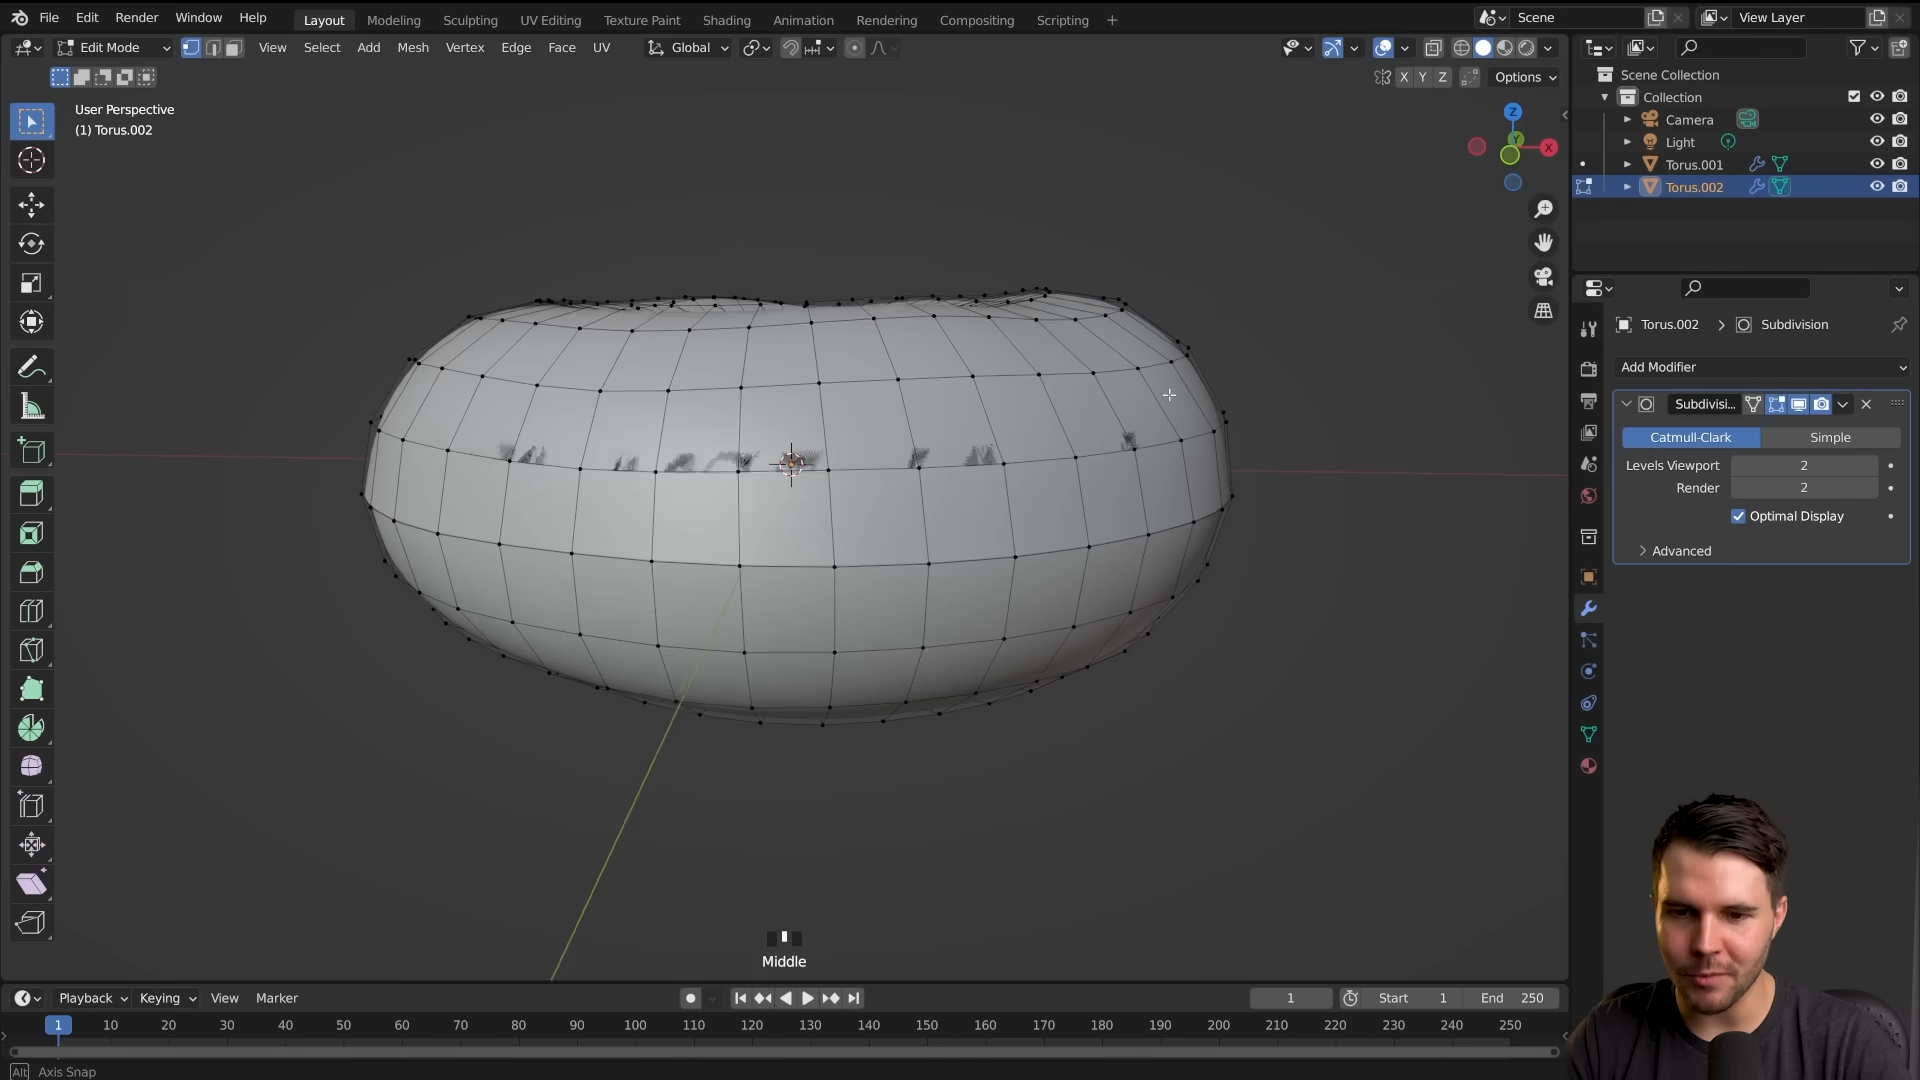 File Edit Render Window Help Layout Modeling Sculpting UV Editing Texture Paint Shading Animation Rendering Compositing Scripting + Scene View Layer
Edit Mode View Select Add Mesh Vertex Edge Face UV Global
X Y Z Options
User Perspective
(1) Torus.002
Z
Y
X
Scene Collection
Collection
Camera
Light
Torus.001
Torus.002
Torus.002 > Subdivision
Add Modifier
Subdivisi...
Catmull-Clark Simple
Levels Viewport 2
Render 2
Optimal Display
Advanced
Middle
Playback Keying View Marker 1 Start 1 End 250
1 10 20 30 40 50 60 70 80 90 100 110 120 130 140 150 160 170 180 190 200 210 220 230 240 250
Alt Axis Snap